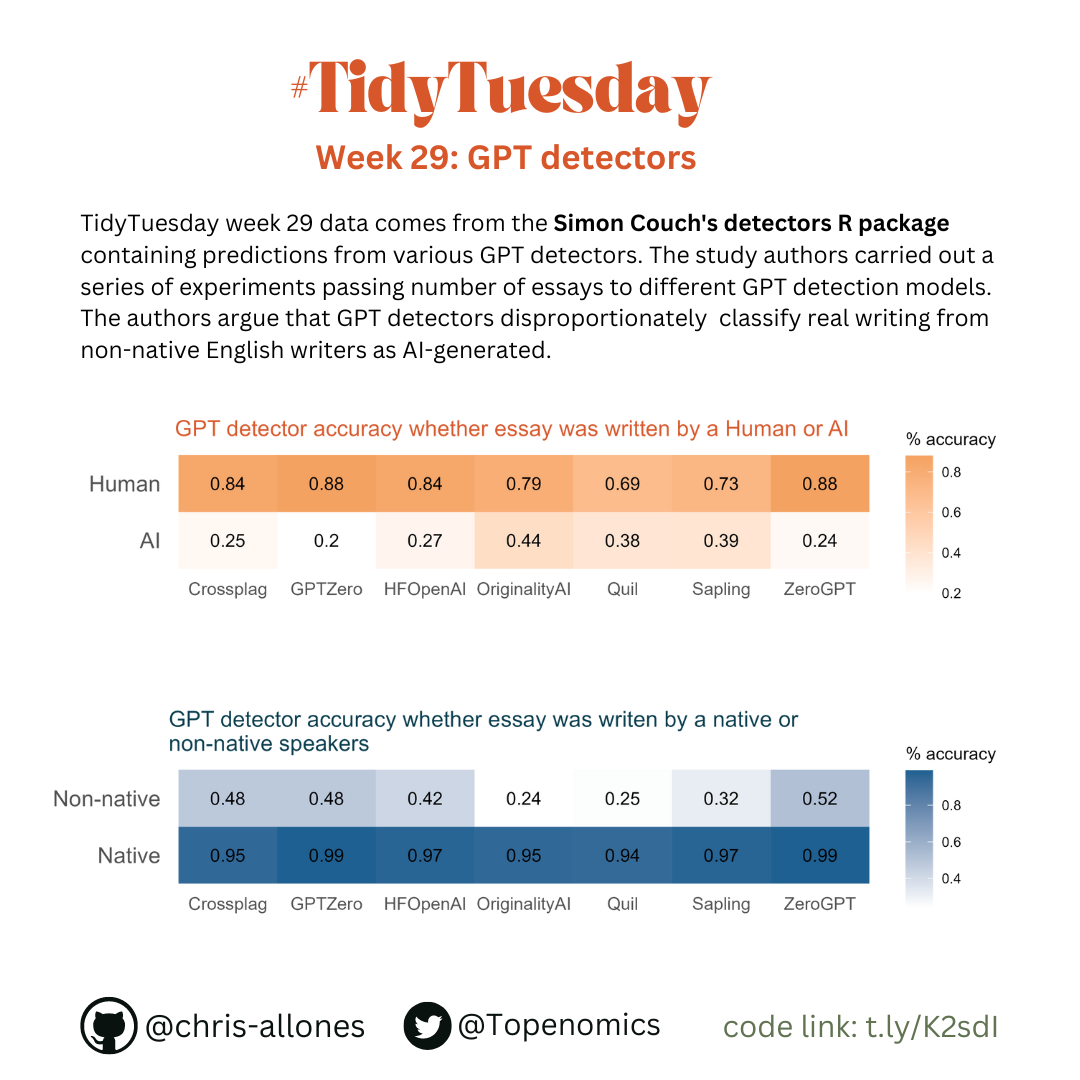 #TidyTuesday
Week 29: GPT detectors
TidyTuesday week 29 data comes from the Simon Couch's detectors R package
containing predictions from various GPT detectors. The study authors carried out a
series of experiments passing number of essays to different GPT detection models.
The authors argue that GPT detectors disproportionately  classify real writing from
non-native English writers as AI-generated.
GPT detector accuracy whether essay was written by a Human or AI
% accuracy
Human 0.84 0.88 0.84 0.79 0.69 0.73 0.88
AI 0.25 0.2 0.27 0.44 0.38 0.39 0.24
Crossplag GPTZero HFOpenAI OriginalityAI Quil Sapling ZeroGPT
0.8
0.6
0.4
0.2
GPT detector accuracy whether essay was writen by a native or
non-native speakers
% accuracy
Non-native 0.48 0.48 0.42 0.24 0.25 0.32 0.52
Native 0.95 0.99 0.97 0.95 0.94 0.97 0.99
Crossplag GPTZero HFOpenAI OriginalityAI Quil Sapling ZeroGPT
0.8
0.6
0.4
@chris-allones @Topenomics code link: t.ly/K2sdI